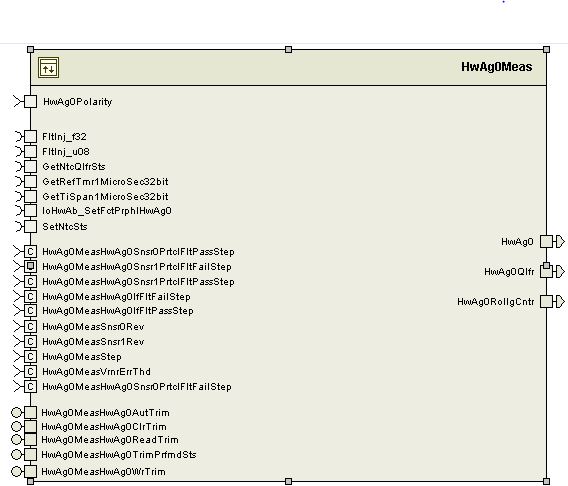 HwAg0Meas
HwAg0Polarity
FltInj_f32
FltInj_u08
GetNtcQlfrSts
GetRefTmr1MicroSec32bit
GetTiSpan1MicroSec32bit
IoHwAb_SetFctPrphlHwAg0
SetNtcSts
HwAg0
C HwAg0MeasHwAg0Snsr0PrtclFltPassStep
HwAg0MeasHwAg0Snsr1PrtclFltFailStep
HwAg0Qlfr
C HwAg0MeasHwAg0Snsr1PrtclFltPassStep
C HwAg0MeasHwAg0IfFltFailStep
HwAg0RollgCntr
C HwAg0MeasHwAg0IfFltPassStep
C HwAg0MeasSnsr0Rev
C HwAg0MeasSnsr1Rev
C HwAg0MeasStep
C HwAg0MeasVrnrErrThd
C HwAg0MeasHwAg0Snsr0PrtclFltFailStep
HwAg0MeasHwAg0AutTrim
HwAg0MeasHwAg0ClrTrim
HwAg0MeasHwAg0ReadTrim
HwAg0MeasHwAg0TrimPrfmdSts
HwAg0MeasHwAg0WrTrim